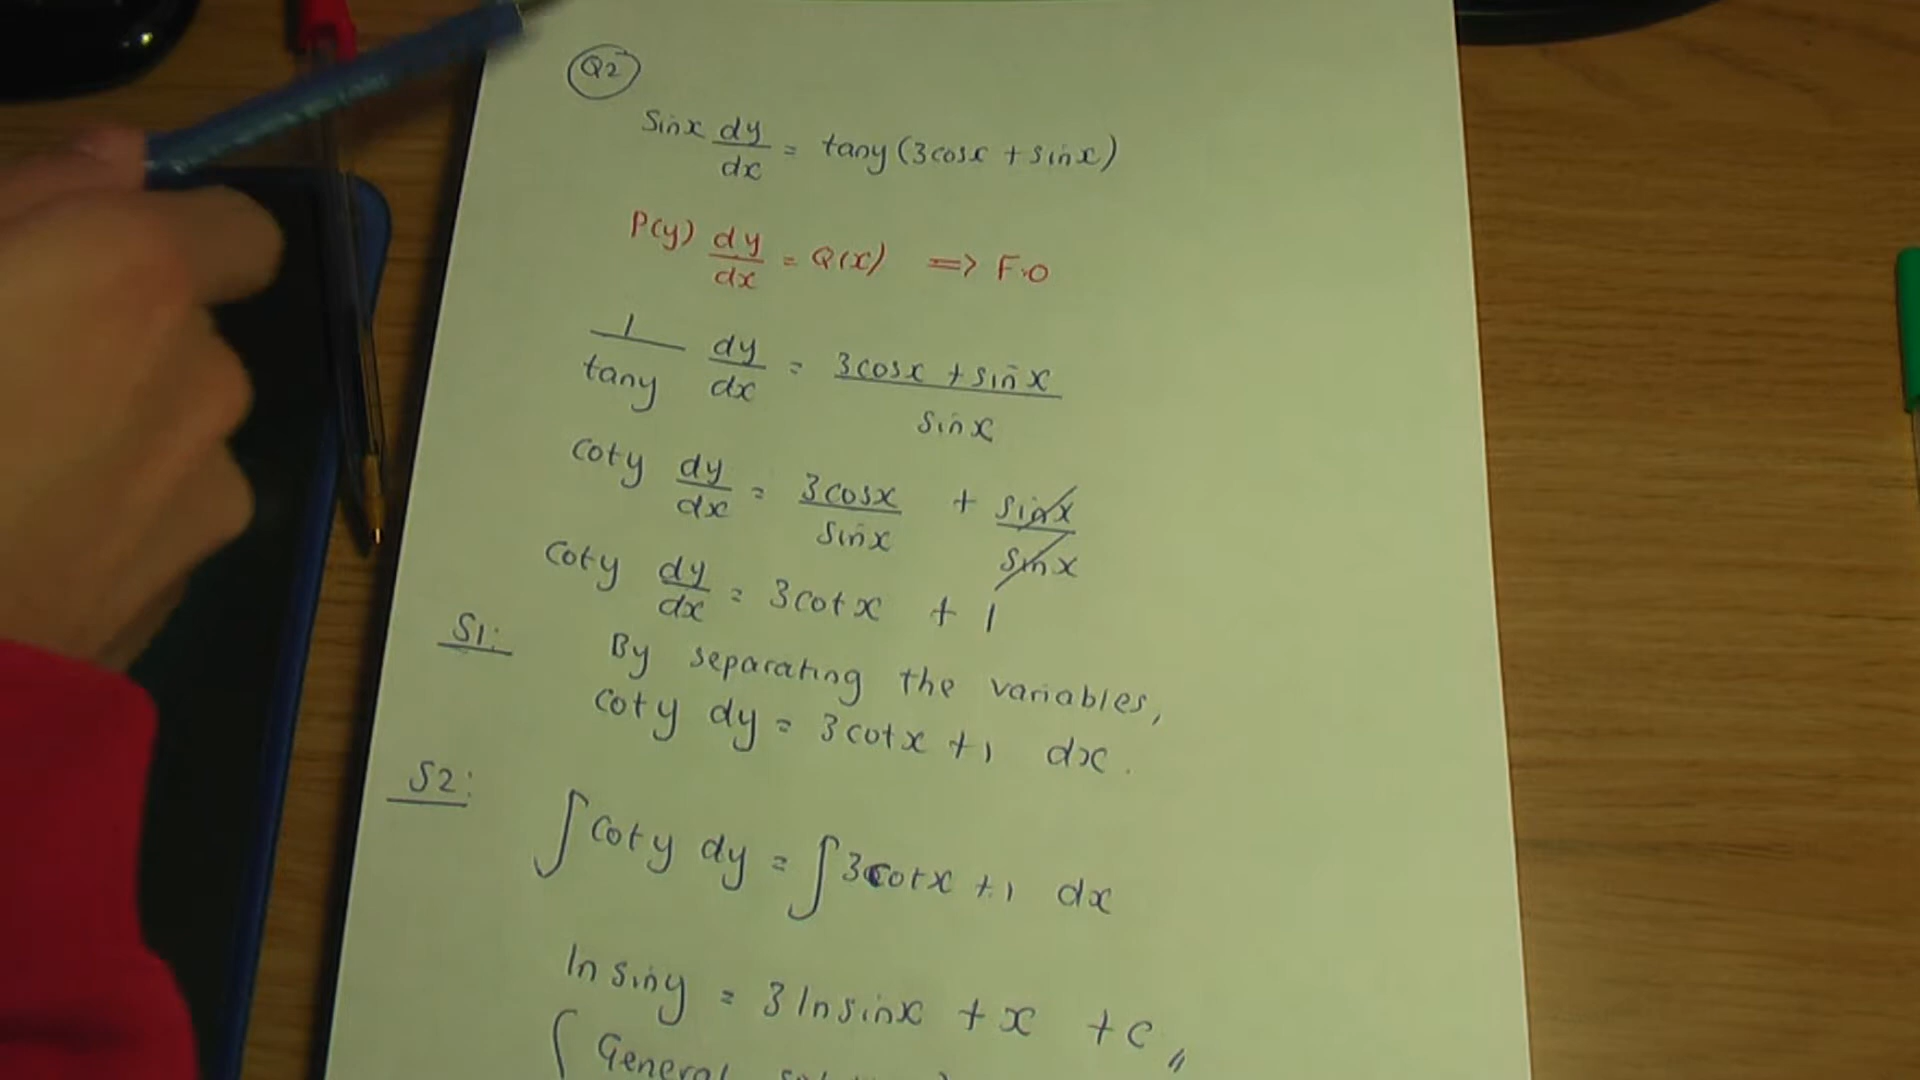 Q2
sinx dy/dx = tany (3cosx + sinx)
P(y) dy/dx = Q(x) => F.O
1/tany dy/dx = 3cosx + sinx / sinx
coty dy/dx = 3cosx/sinx + sinx/sinx
coty dy/dx = 3cotx + 1
S1: By separating the variables,
coty dy = 3cotx + 1 dx.
S2:
∫coty dy = ∫3cotx + 1 dx
ln siny = 3 ln sinx + x + c,,
(General